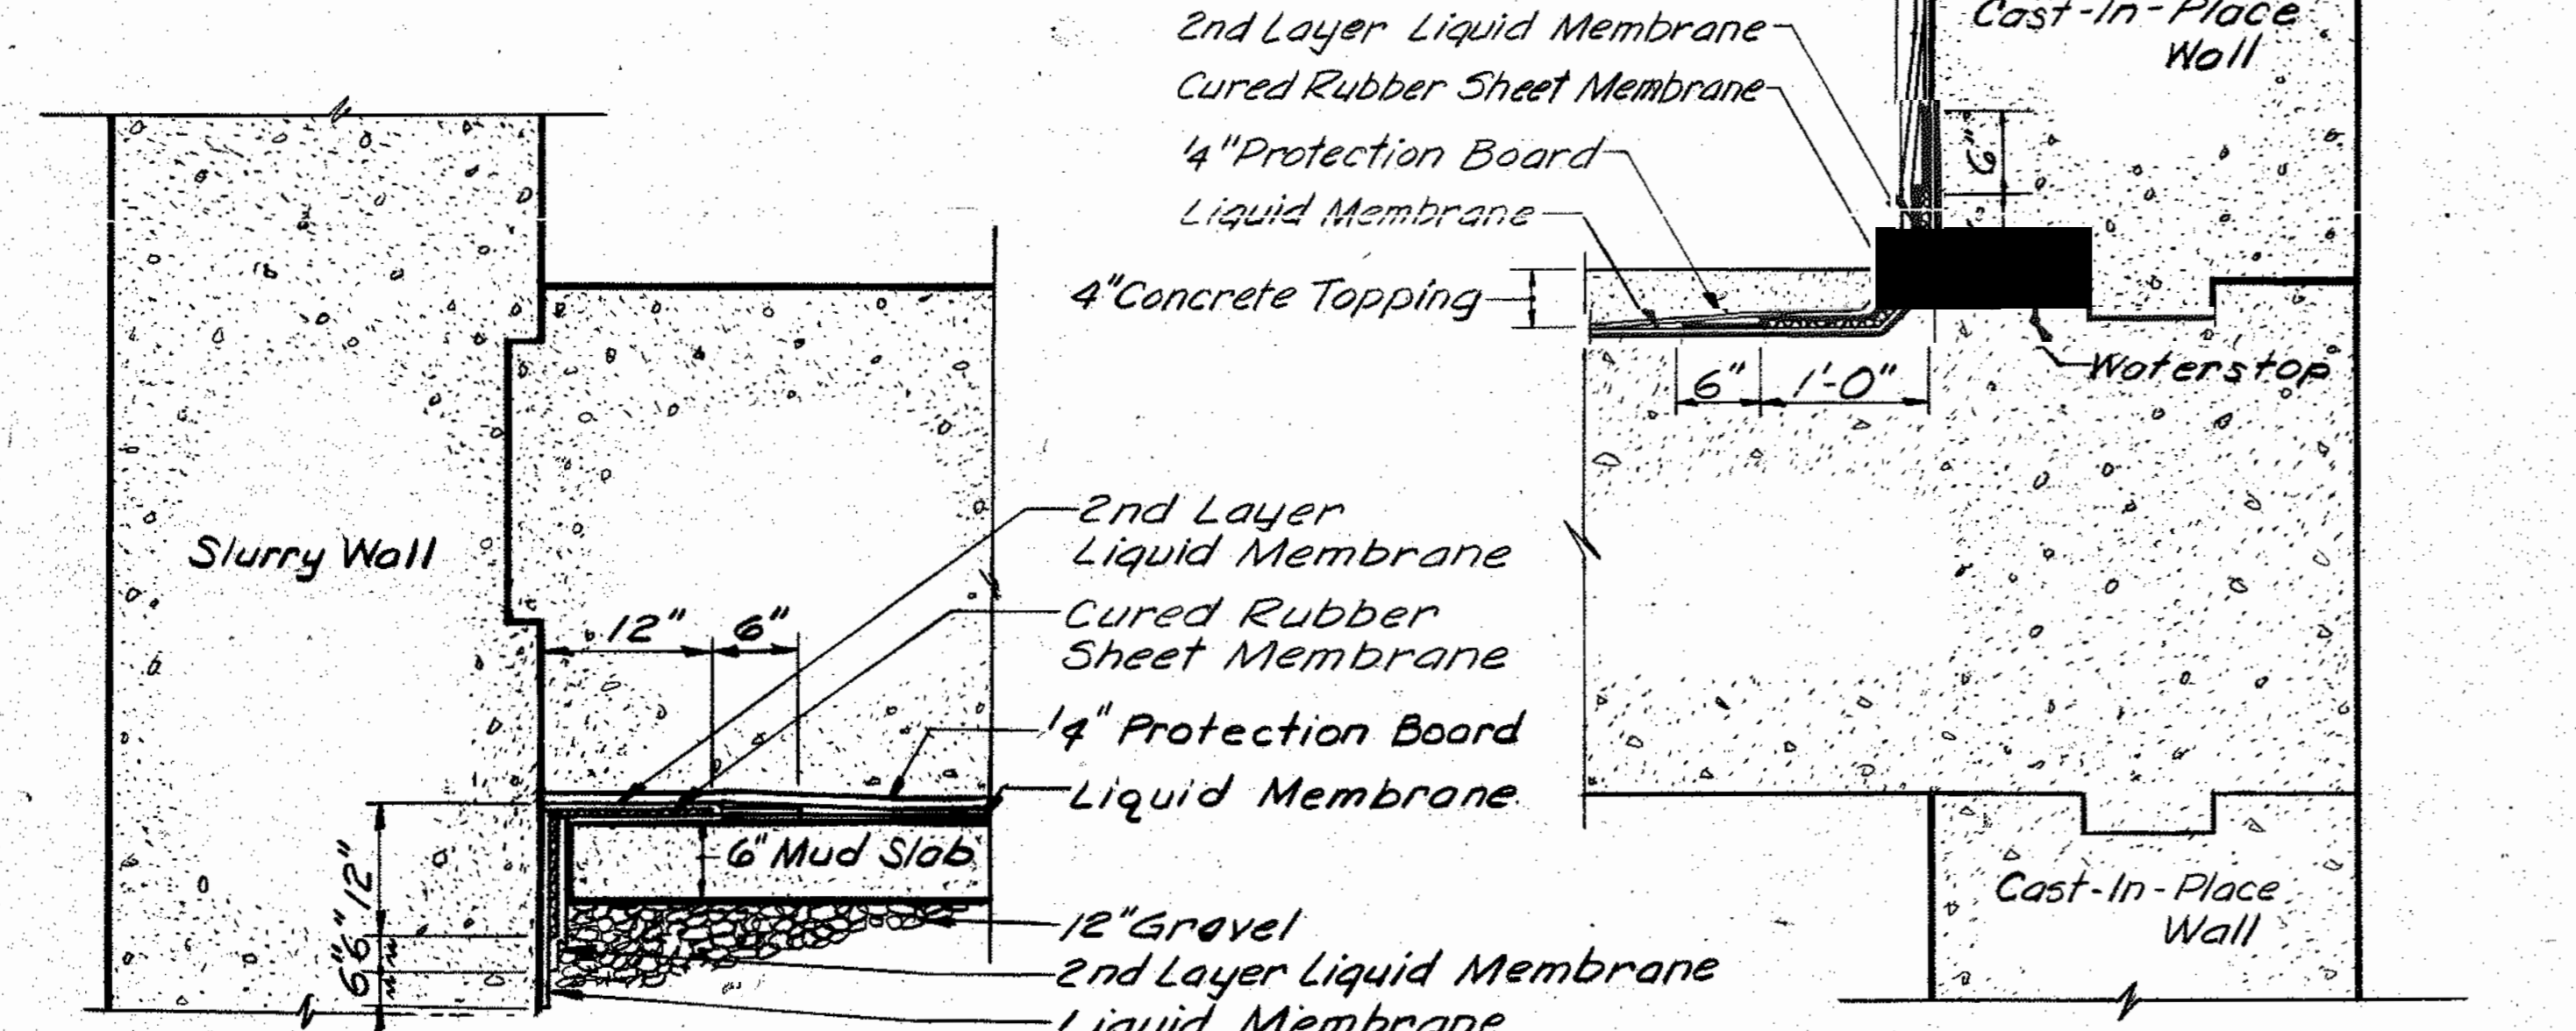 2nd Layer Liquid Membrane
Cured Rubber Sheet Membrane
1/4" Protection Board
Liquid Membrane
4" Concrete Topping
Cast-In-Place
Wall
6"
6" 1'-0"
Waterstop
Slurry Wall
12" 6"
2nd Layer
Liquid Membrane
Cured Rubber
Sheet Membrane
1/4" Protection Board
Liquid Membrane
6" Mud Slab
12"
6"
6"
12" Gravel
2nd Layer Liquid Membrane
Liquid Membrane
Cast-In-Place
Wall